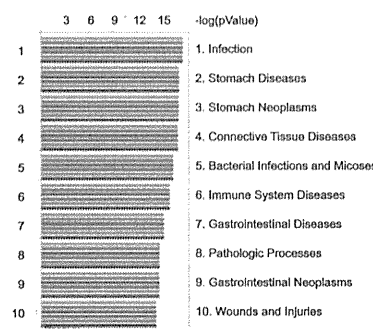 3 6 9 12 15 -log(pValue)
1 1. Infection
2 2. Stomach Diseases
3 3. Stomach Neoplasms
4 4. Connective Tissue Diseases
5 5. Bacterial Infections and Micoses
6 6. Immune System Diseases
7 7. Gastrointestinal Diseases
8 8. Pathologic Processes
9 9. Gastrointestinal Neoplasms
10 10. Wounds and Injuries